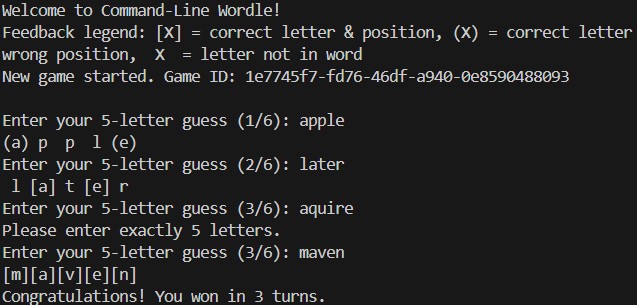 Welcome to Command-Line Wordle!
Feedback legend: [X] = correct letter & position, (X) = correct letter
wrong position,  X  = letter not in word
New game started. Game ID: 1e7745f7-fd76-46df-a940-0e8590488093
Enter your 5-letter guess (1/6): apple
(a) p  p  l (e)
Enter your 5-letter guess (2/6): later
 l [a] t [e] r
Enter your 5-letter guess (3/6): aquire
Please enter exactly 5 letters.
Enter your 5-letter guess (3/6): maven
[m][a][v][e][n]
Congratulations! You won in 3 turns.